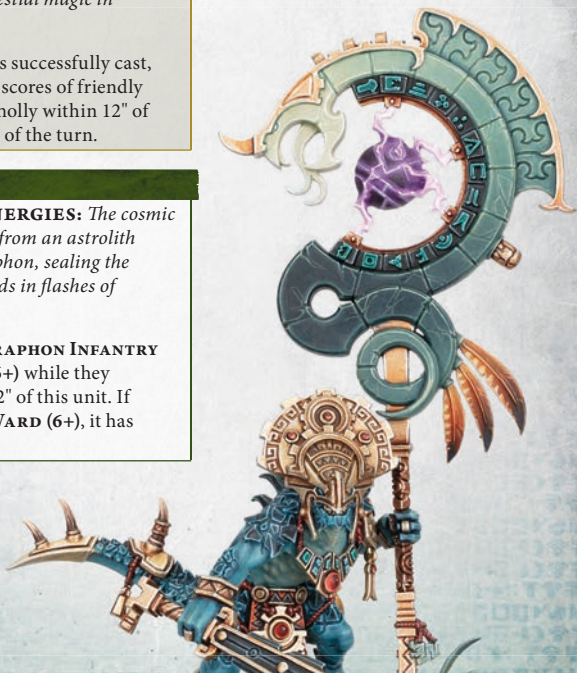 estial magic in
s successfully cast,
scores of friendly
holly within 12" of
of the turn.
NERGIES: The cosmic
from an astrolith
phon, sealing the
ds in flashes of
RAPHON INFANTRY
6+) while they
2" of this unit. If
WARD (6+), it has